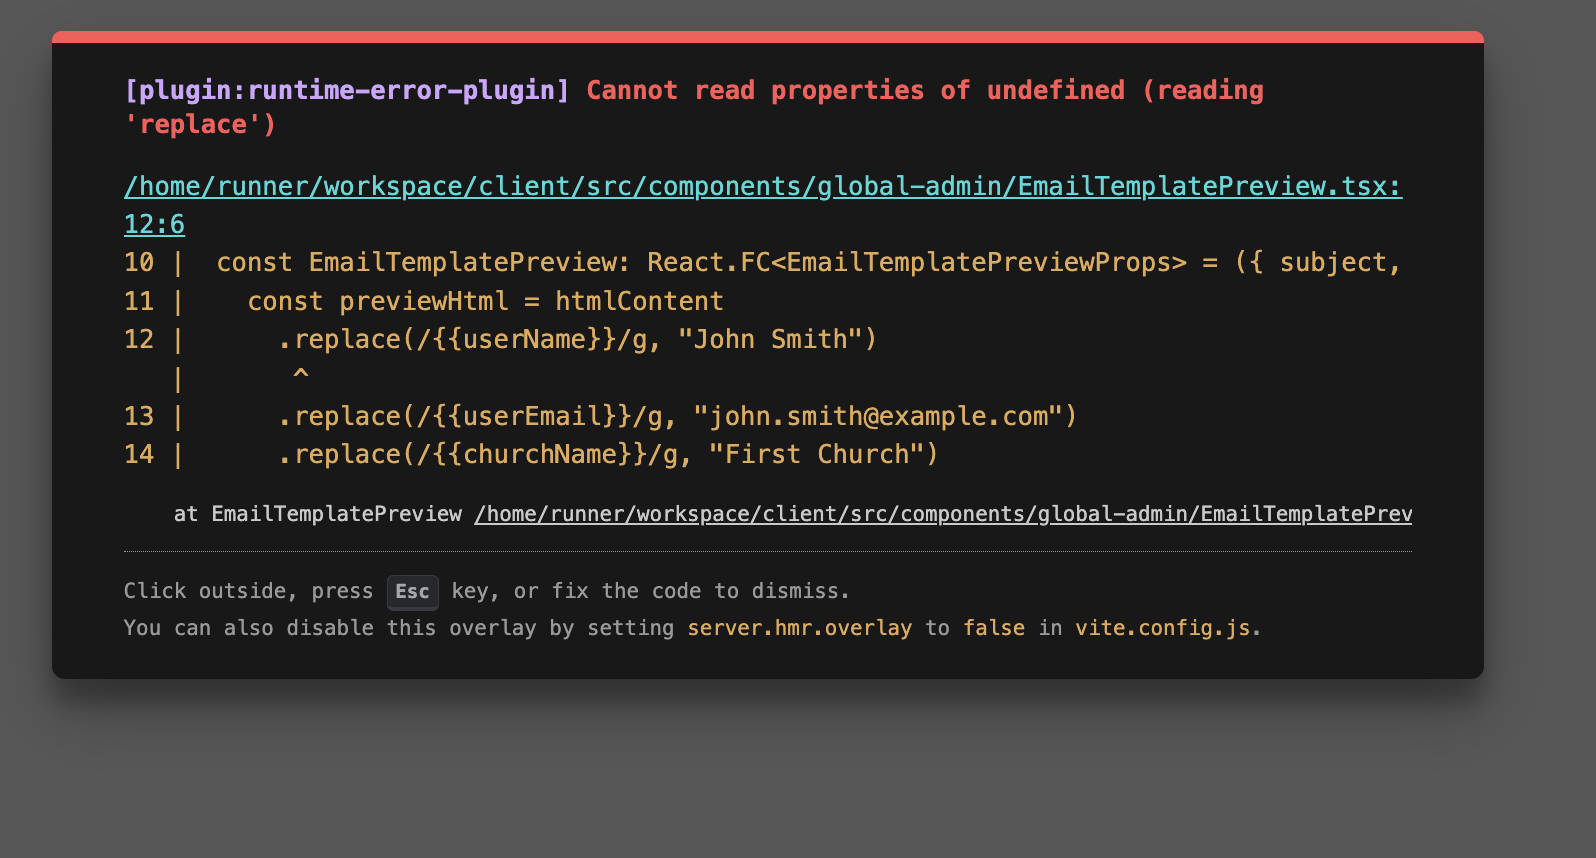 [plugin:runtime-error-plugin] Cannot read properties of undefined (reading
'replace')
/home/runner/workspace/client/src/components/global-admin/EmailTemplatePreview.tsx:
12:6
10 |  const EmailTemplatePreview: React.FC<EmailTemplatePreviewProps> = ({ subject,
11 |    const previewHtml = htmlContent
12 |      .replace(/{{userName}}/g, "John Smith")
   |       ^
13 |      .replace(/{{userEmail}}/g, "john.smith@example.com")
14 |      .replace(/{{churchName}}/g, "First Church")
at EmailTemplatePreview /home/runner/workspace/client/src/components/global-admin/EmailTemplatePrev
Click outside, press Esc key, or fix the code to dismiss.
You can also disable this overlay by setting server.hmr.overlay to false in vite.config.js.